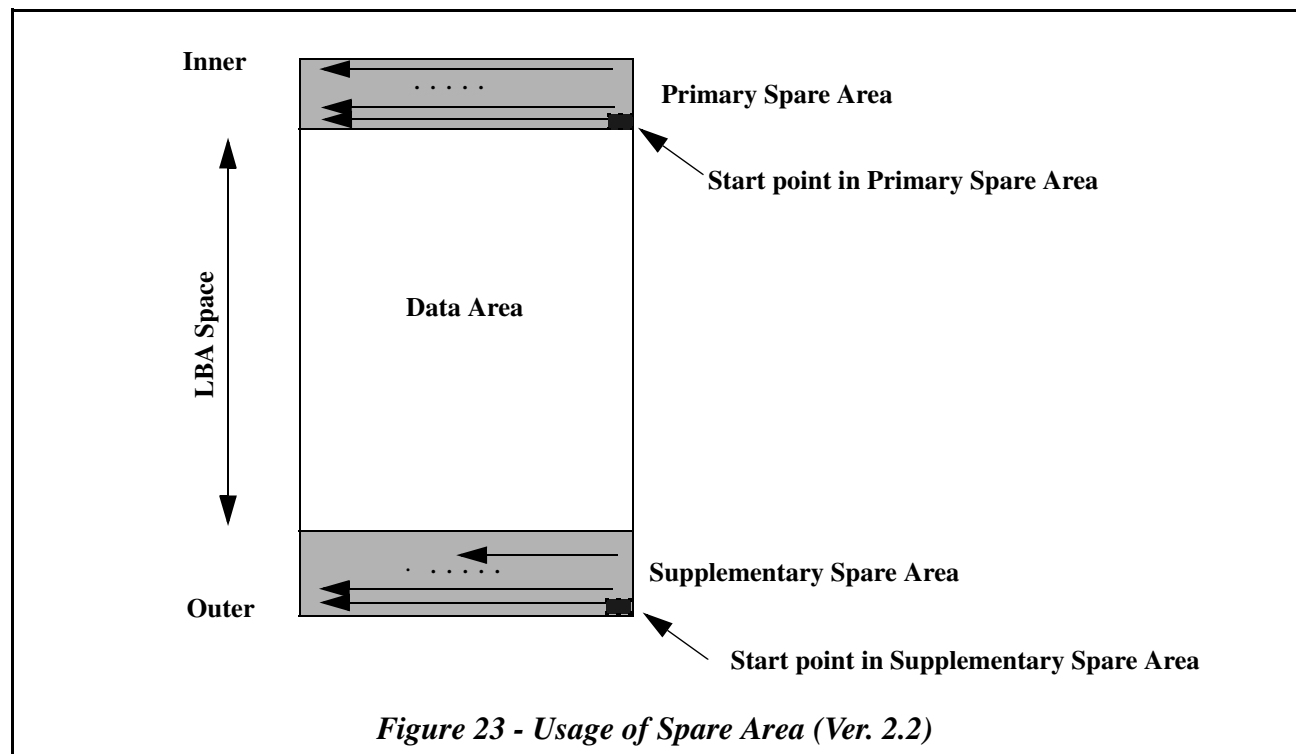 Inner
. . . . .
Primary Spare Area
Start point in Primary Spare Area
LBA Space
Data Area
. . . . . .
Supplementary Spare Area
Outer
Start point in Supplementary Spare Area
Figure 23 - Usage of Spare Area (Ver. 2.2)